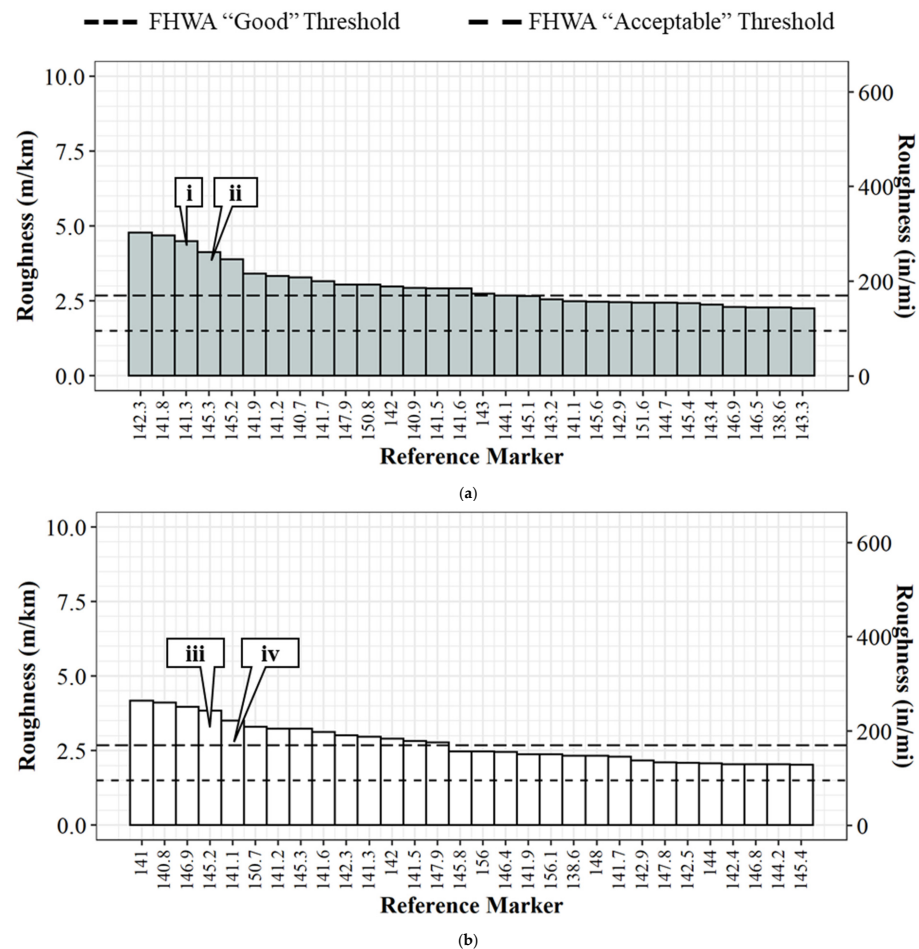 FHWA “Good” Threshold FHWA “Acceptable” Threshold
10.0
7.5
5.0
2.5
0.0
Roughness (m/km)
600
400
200
0
Roughness (in/mi)
i ii
142.3 141.8 141.3 145.3 145.2 141.9 141.2 140.7 141.7 147.9 150.8 142 140.9 141.5 141.6 143 144.1 145.1 143.2 141.1 145.6 142.9 151.6 144.7 145.4 143.4 146.9 146.5 138.6 143.3
Reference Marker
(a)
10.0
7.5
5.0
2.5
0.0
Roughness (m/km)
600
400
200
0
Roughness (in/mi)
iii iv
141 140.8 146.9 145.2 141.1 150.7 141.2 145.3 141.6 142.3 141.3 142 141.5 147.9 145.8 156 146.4 141.9 156.1 138.6 148 141.7 142.9 147.8 142.5 144 142.4 146.8 144.2 145.4
Reference Marker
(b)